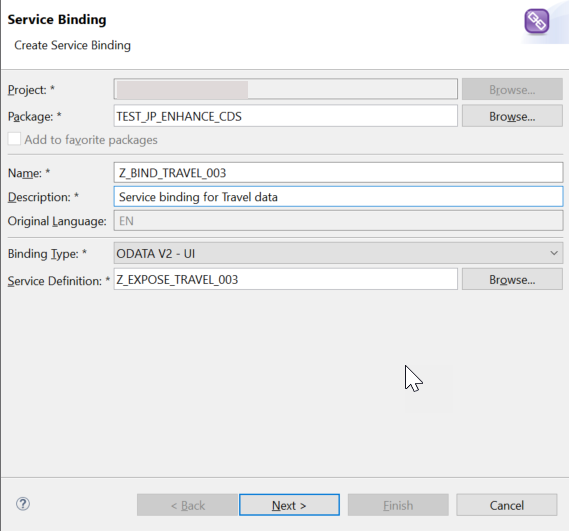 Service Binding
Create Service Binding
Project: *
Browse...
Package: * TEST_JP_ENHANCE_CDS Browse...
Add to favorite packages
Name: * Z_BIND_TRAVEL_003
Description: * Service binding for Travel data
Original Language: EN
Binding Type: * ODATA V2 - UI
Service Definition: * Z_EXPOSE_TRAVEL_003 Browse...
? < Back Next > Finish Cancel